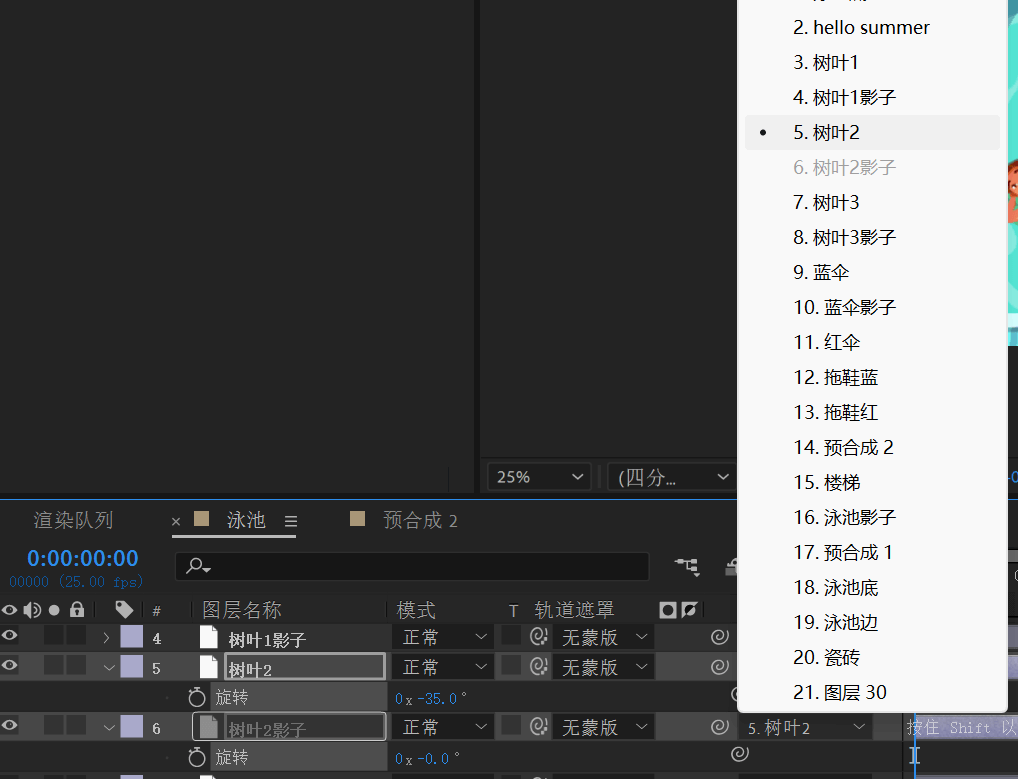 2. hello summer
3. 树叶1
4. 树叶1影子
5. 树叶2
6. 树叶2影子
7. 树叶3
8. 树叶3影子
9. 蓝伞
10. 蓝伞影子
11. 红伞
12. 拖鞋蓝
13. 拖鞋红
14. 预合成 2
15. 楼梯
16. 泳池影子
17. 预合成 1
18. 泳池底
19. 泳池边
20. 瓷砖
21. 图层 30
25% (四分...
渲染队列 × 泳池 预合成 2
0:00:00:00
00000 (25.00 fps)
# 图层名称 模式 T 轨道遮罩
4 树叶1影子 正常 无蒙版
5 树叶2 正常 无蒙版
旋转 0x-35.0°
6 树叶2影子 正常 无蒙版 5. 树叶2 按住 Shift 以
旋转 0x-0.0°